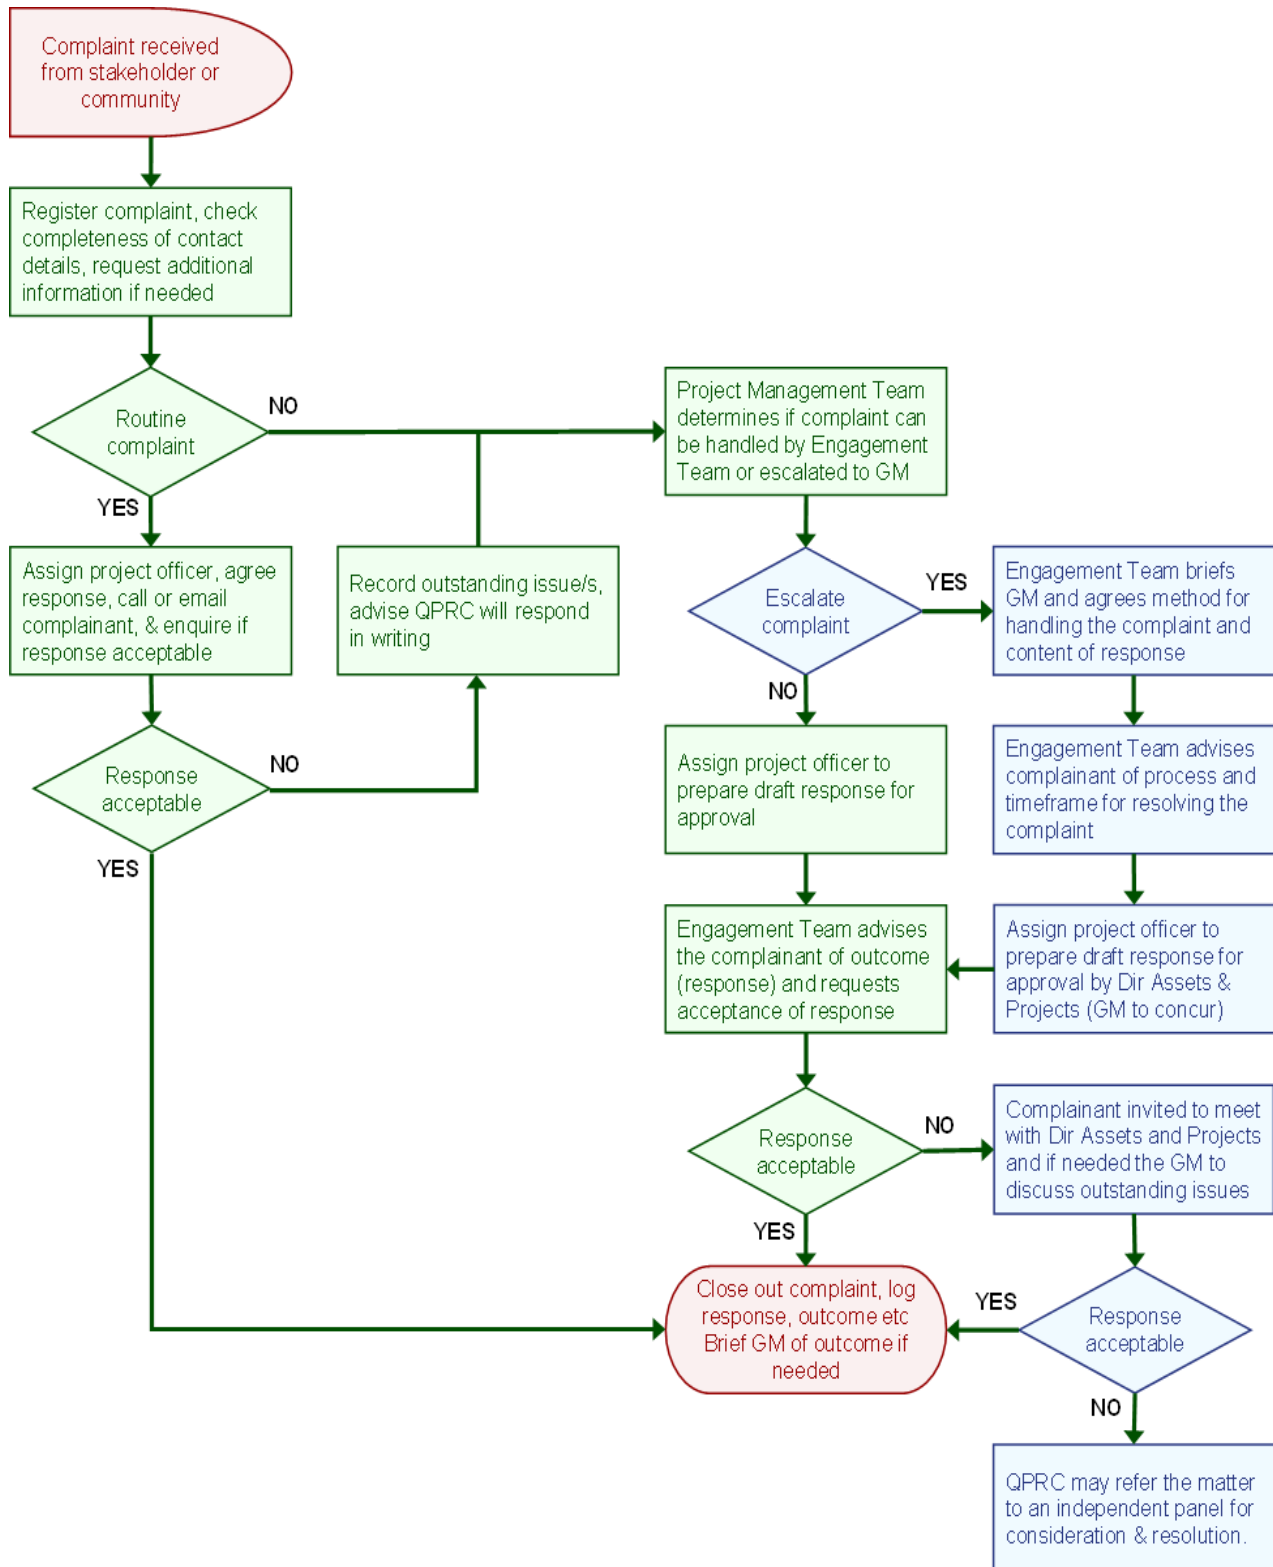 Complaint received
from stakeholder or
community
Register complaint, check
completeness of contact
details, request additional
information if needed
Routine
complaint
NO
YES
Project Management Team
determines if complaint can
be handled by Engagement
Team or escalated to GM
Assign project officer, agree
response, call or email
complainant, & enquire if
response acceptable
Record outstanding issue/s,
advise QPRC will respond
in writing
Escalate
complaint
YES
NO
Engagement Team briefs
GM and agrees method for
handling the complaint and
content of response
Response
acceptable
NO
YES
Assign project officer to
prepare draft response for
approval
Engagement Team advises
complainant of process and
timeframe for resolving the
complaint
Engagement Team advises
the complainant of outcome
(response) and requests
acceptance of response
Assign project officer to
prepare draft response for
approval by Dir Assets &
Projects (GM to concur)
Response
acceptable
NO
YES
Complainant invited to meet
with Dir Assets and Projects
and if needed the GM to
discuss outstanding issues
Close out complaint, log
response, outcome etc
Brief GM of outcome if
needed
YES
Response
acceptable
NO
QPRC may refer the matter
to an independent panel for
consideration & resolution.